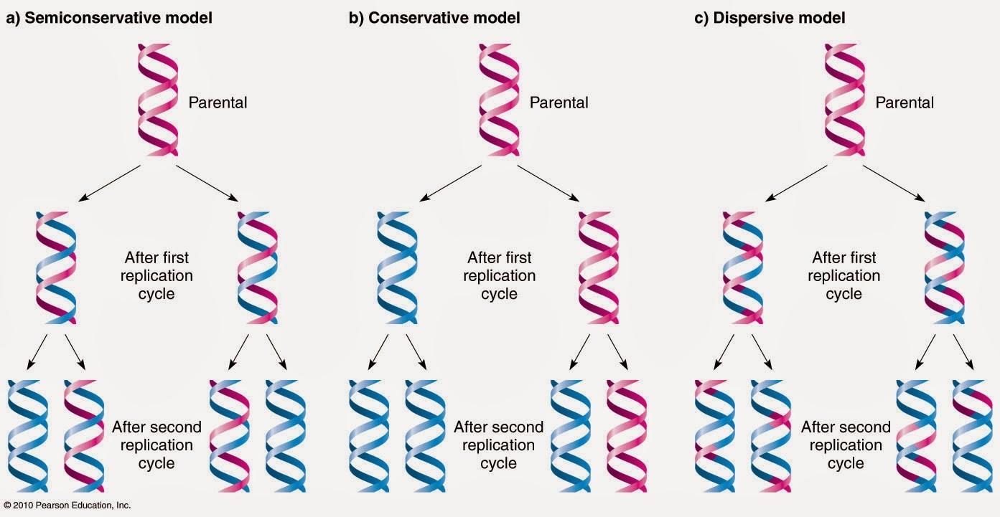 a) Semiconservative model
Parental
After first
replication
cycle
After second
replication
cycle
b) Conservative model
Parental
After first
replication
cycle
After second
replication
cycle
c) Dispersive model
Parental
After first
replication
cycle
After second
replication
cycle
© 2010 Pearson Education, Inc.